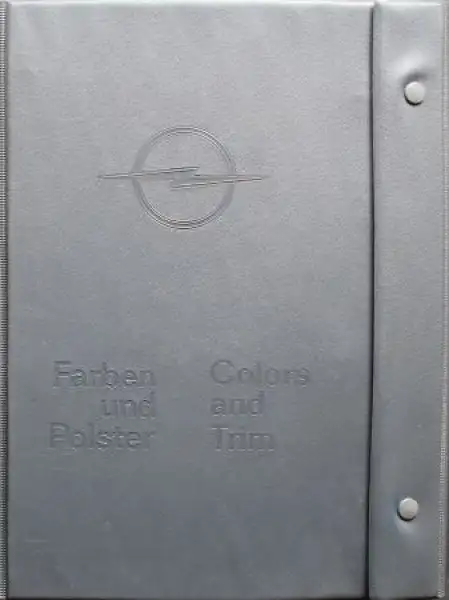 Farben
und
Polster
Colors
and
Trim